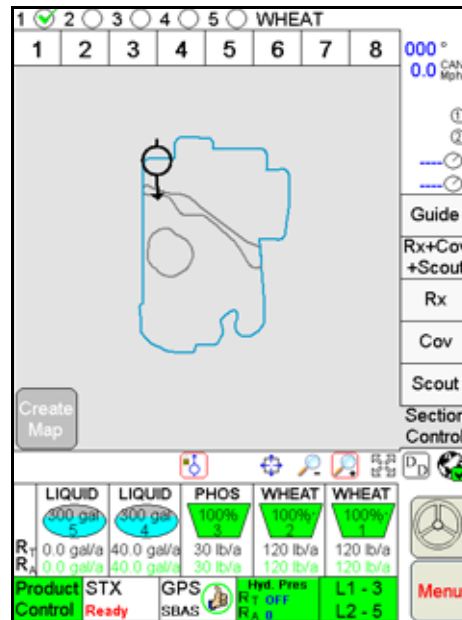 1 2 3 4 5 WHEAT
1 2 3 4 5 6 7 8
000 °
0.0 CAN Mph
1
2
----
----
Guide
Rx+Cov
+Scout
Rx
Cov
Scout
Create
Map
Section
Control
D D
LIQUID LIQUID PHOS WHEAT WHEAT
300 gal 300 gal 100% 100% 100%
5 4 3 2 1
RT 0.0 gal/a 40.0 gal/a 30 lb/a 120 lb/a 120 lb/a
RA 0.0 gal/a 40.0 gal/a 30 lb/a 120 lb/a 120 lb/a
Product STX GPS Hyd. Pres L1 - 3 Menu
Control Ready SBAS RT OFF L2 - 5
RA 0